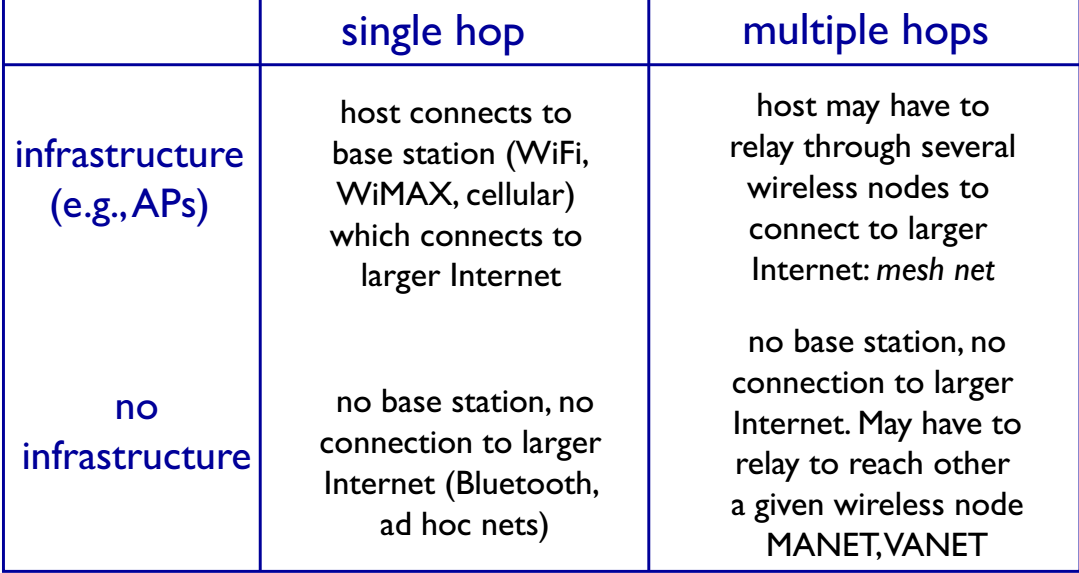 single hop
multiple hops
infrastructure
(e.g., APs)
host connects to
base station (WiFi,
WiMAX, cellular)
which connects to
larger Internet
host may have to
relay through several
wireless nodes to
connect to larger
Internet: mesh net
no
infrastructure
no base station, no
connection to larger
Internet (Bluetooth,
ad hoc nets)
no base station, no
connection to larger
Internet. May have to
relay to reach other
a given wireless node
MANET, VANET